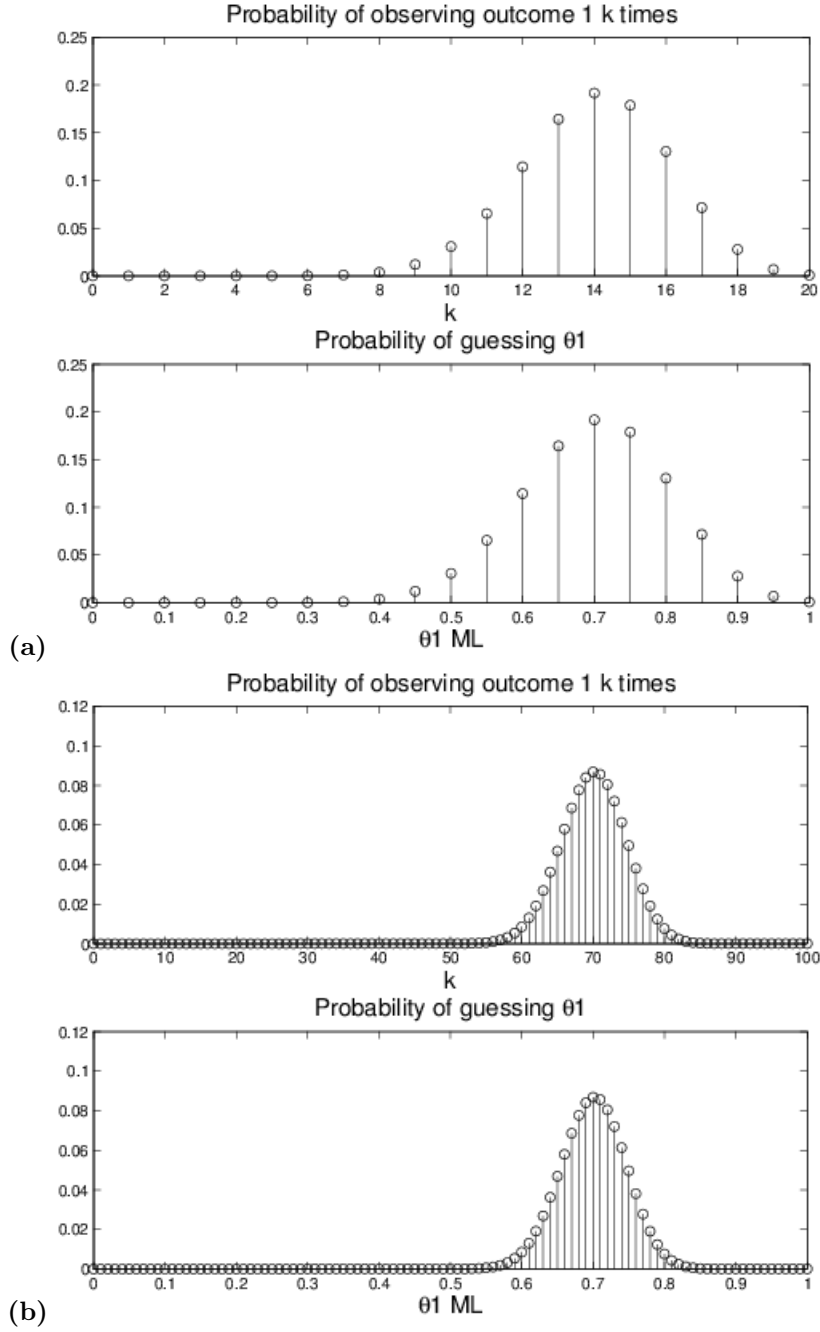 Probability of observing outcome 1 k times
0.25
0.2
0.15
0.1
0.05
0
0 2 4 6 8 10 12 14 16 18 20
k
Probability of guessing θ1
0.25
0.2
0.15
0.1
0.05
0
0 0.1 0.2 0.3 0.4 0.5 0.6 0.7 0.8 0.9 1
θ1 ML
(a)
Probability of observing outcome 1 k times
0.12
0.1
0.08
0.06
0.04
0.02
0
0 10 20 30 40 50 60 70 80 90 100
k
Probability of guessing θ1
0.12
0.1
0.08
0.06
0.04
0.02
0
0 0.1 0.2 0.3 0.4 0.5 0.6 0.7 0.8 0.9 1
θ1 ML
(b)